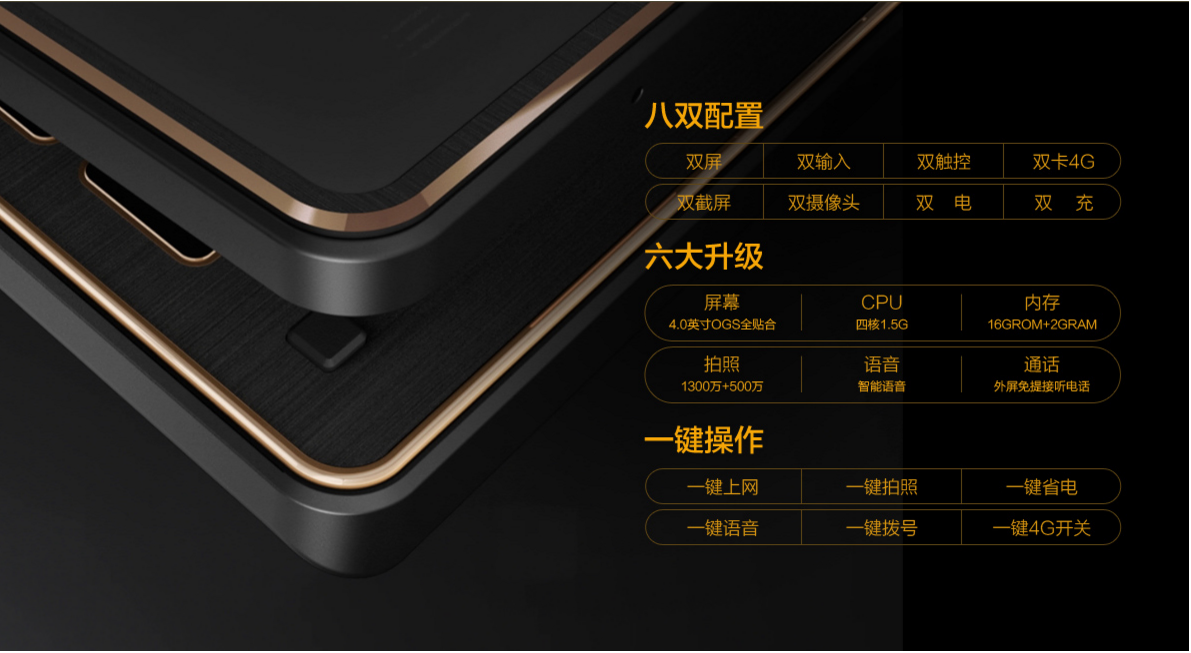 八双配置
双屏 双输入 双触控 双卡4G
双截屏 双摄像头 双 电 双 充
六大升级
屏幕 CPU 内存
4.0英寸OGS全贴合 四核1.5G 16GROM+2GRAM
拍照 语音 通话
1300万+500万 智能语音 外屏免提接听电话
一键操作
一键上网 一键拍照 一键省电
一键语音 一键拨号 一键4G开关